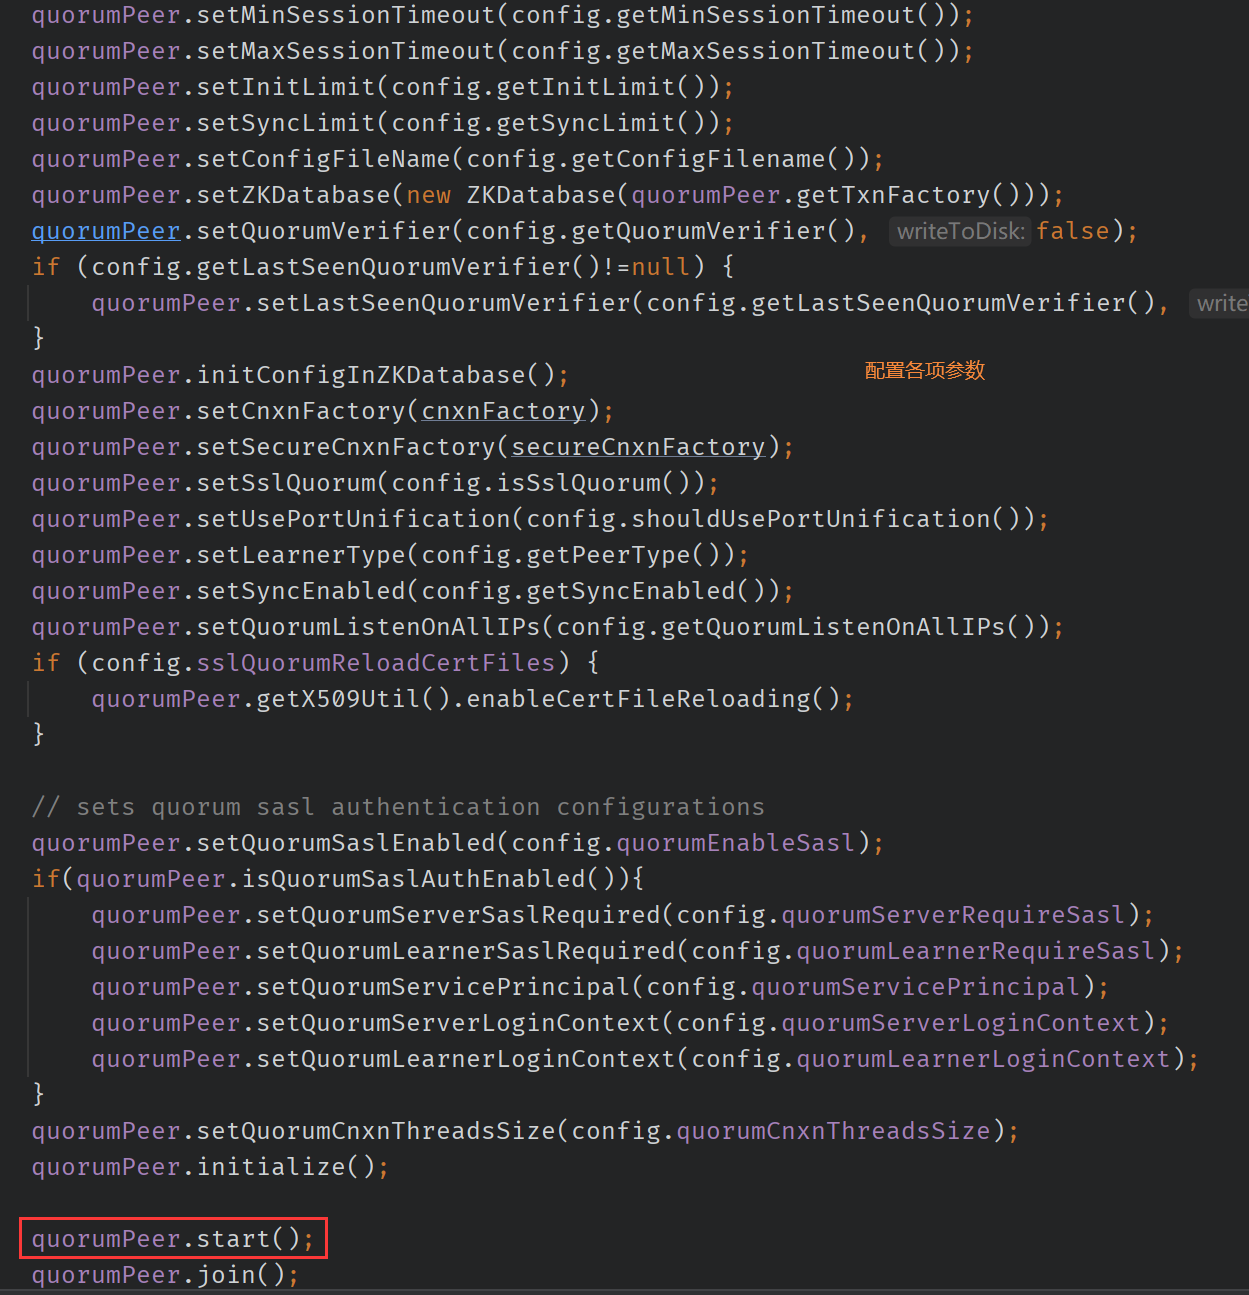 quorumPeer.setMinSessionTimeout(config.getMinSessionTimeout());
quorumPeer.setMaxSessionTimeout(config.getMaxSessionTimeout());
quorumPeer.setInitLimit(config.getInitLimit());
quorumPeer.setSyncLimit(config.getSyncLimit());
quorumPeer.setConfigFileName(config.getConfigFilename());
quorumPeer.setZKDatabase(new ZKDatabase(quorumPeer.getTxnFactory()));
quorumPeer.setQuorumVerifier(config.getQuorumVerifier(), writeToDisk: false);
if (config.getLastSeenQuorumVerifier()!=null) {
    quorumPeer.setLastSeenQuorumVerifier(config.getLastSeenQuorumVerifier(), write
}
quorumPeer.initConfigInZKDatabase();
配置各项参数
quorumPeer.setCnxnFactory(cnxnFactory);
quorumPeer.setSecureCnxnFactory(secureCnxnFactory);
quorumPeer.setSslQuorum(config.isSslQuorum());
quorumPeer.setUsePortUnification(config.shouldUsePortUnification());
quorumPeer.setLearnerType(config.getPeerType());
quorumPeer.setSyncEnabled(config.getSyncEnabled());
quorumPeer.setQuorumListenOnAllIPs(config.getQuorumListenOnAllIPs());
if (config.sslQuorumReloadCertFiles) {
    quorumPeer.getX509Util().enableCertFileReloading();
}
// sets quorum sasl authentication configurations
quorumPeer.setQuorumSaslEnabled(config.quorumEnableSasl);
if(quorumPeer.isQuorumSaslAuthEnabled()){
    quorumPeer.setQuorumServerSaslRequired(config.quorumServerRequireSasl);
    quorumPeer.setQuorumLearnerSaslRequired(config.quorumLearnerRequireSasl);
    quorumPeer.setQuorumServicePrincipal(config.quorumServicePrincipal);
    quorumPeer.setQuorumServerLoginContext(config.quorumServerLoginContext);
    quorumPeer.setQuorumLearnerLoginContext(config.quorumLearnerLoginContext);
}
quorumPeer.setQuorumCnxnThreadsSize(config.quorumCnxnThreadsSize);
quorumPeer.initialize();
quorumPeer.start();
quorumPeer.join();